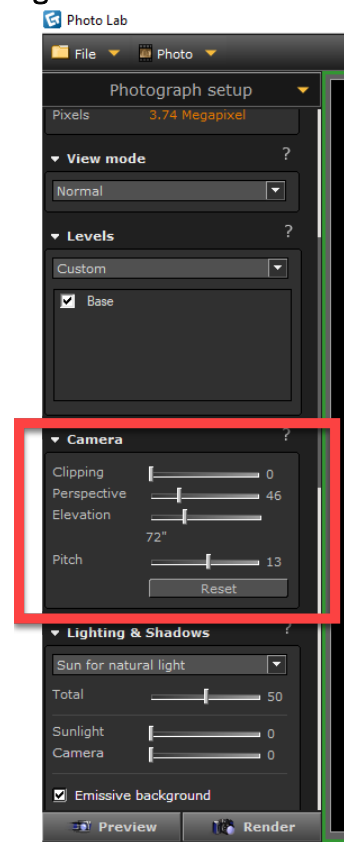 Photo Lab
File Photo
Photograph setup
Pixels 3.74 Megapixel
View mode ?
Normal
Levels ?
Custom
Base
Camera ?
Clipping 0
Perspective 46
Elevation
72"
Pitch 13
Reset
Lighting & Shadows ?
Sun for natural light
Total 50
Sunlight 0
Camera 0
Emissive background
Preview Render